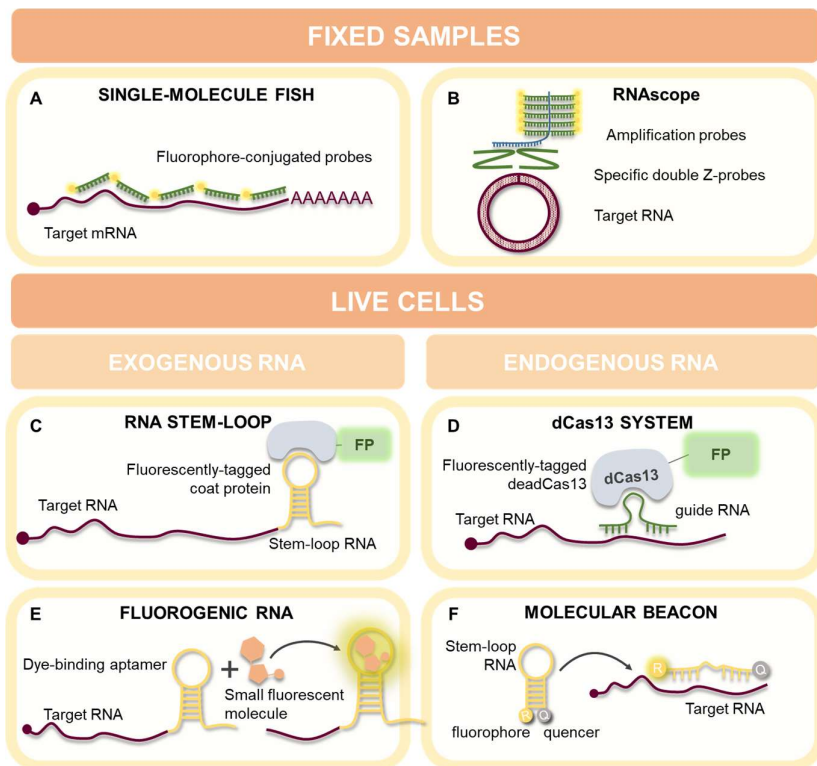 FIXED SAMPLES
A
SINGLE-MOLECULE FISH
Fluorophore-conjugated probes
AAAAAAA
Target mRNA
B
RNAscope
Amplification probes
Specific double Z-probes
Target RNA
LIVE CELLS
EXOGENOUS RNA
ENDOGENOUS RNA
C
RNA STEM-LOOP
FP
Fluorescently-tagged
coat protein
Target RNA
Stem-loop RNA
D
dCas13 SYSTEM
Fluorescently-tagged
deadCas13
dCas13
FP
guide RNA
Target RNA
E
FLUOROGENIC RNA
Dye-binding aptamer
+
Small fluorescent
molecule
Target RNA
F
MOLECULAR BEACON
Stem-loop
RNA
R Q
fluorophore quencer
R Q
Target RNA